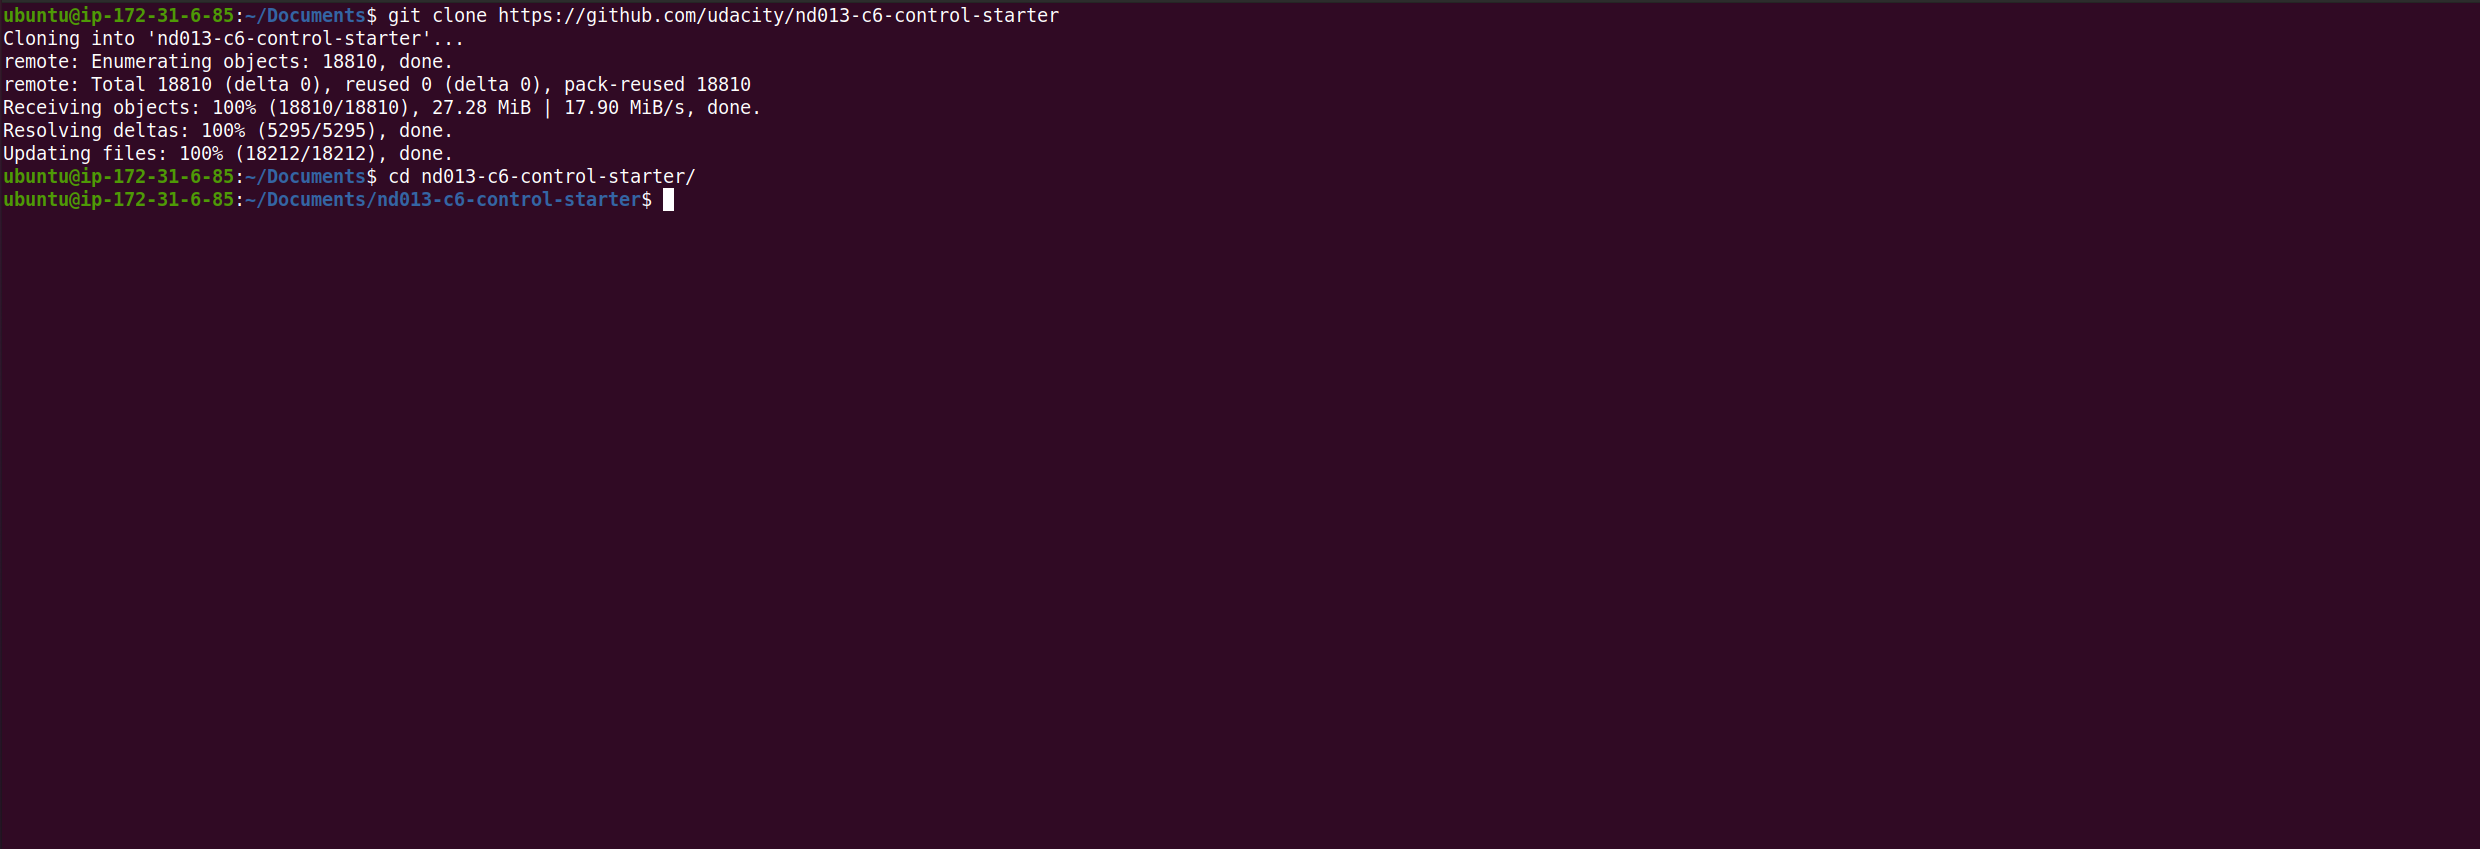 ubuntu@ip-172-31-6-85:~/Documents$ git clone https://github.com/udacity/nd013-c6-control-starter
Cloning into 'nd013-c6-control-starter'...
remote: Enumerating objects: 18810, done.
remote: Total 18810 (delta 0), reused 0 (delta 0), pack-reused 18810
Receiving objects: 100% (18810/18810), 27.28 MiB | 17.90 MiB/s, done.
Resolving deltas: 100% (5295/5295), done.
Updating files: 100% (18212/18212), done.
ubuntu@ip-172-31-6-85:~/Documents$ cd nd013-c6-control-starter/
ubuntu@ip-172-31-6-85:~/Documents/nd013-c6-control-starter$